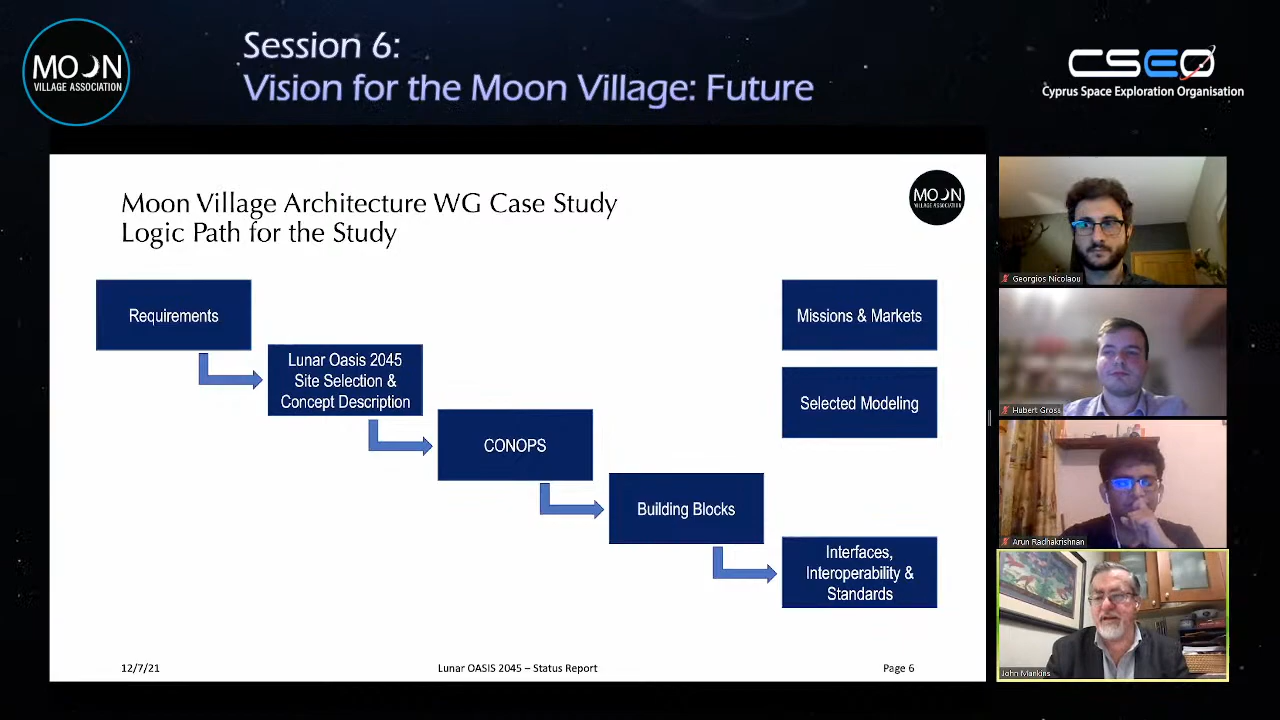 MOON
VILLAGE ASSOCIATION
Session 6:
Vision for the Moon Village: Future
CSEO
Cyprus Space Exploration Organisation
Moon Village Architecture WG Case Study
Logic Path for the Study
MOON
VILLAGE ASSOCIATION
Requirements
Lunar Oasis 2045
Site Selection &
Concept Description
CONOPS
Building Blocks
Interfaces,
Interoperability &
Standards
Missions & Markets
Selected Modeling
12/7/21
Lunar OASIS 2045 – Status Report
Page 6
Georgios Nicolaou
Hubert Gross
Arun Radhakrishnan
John Mankins